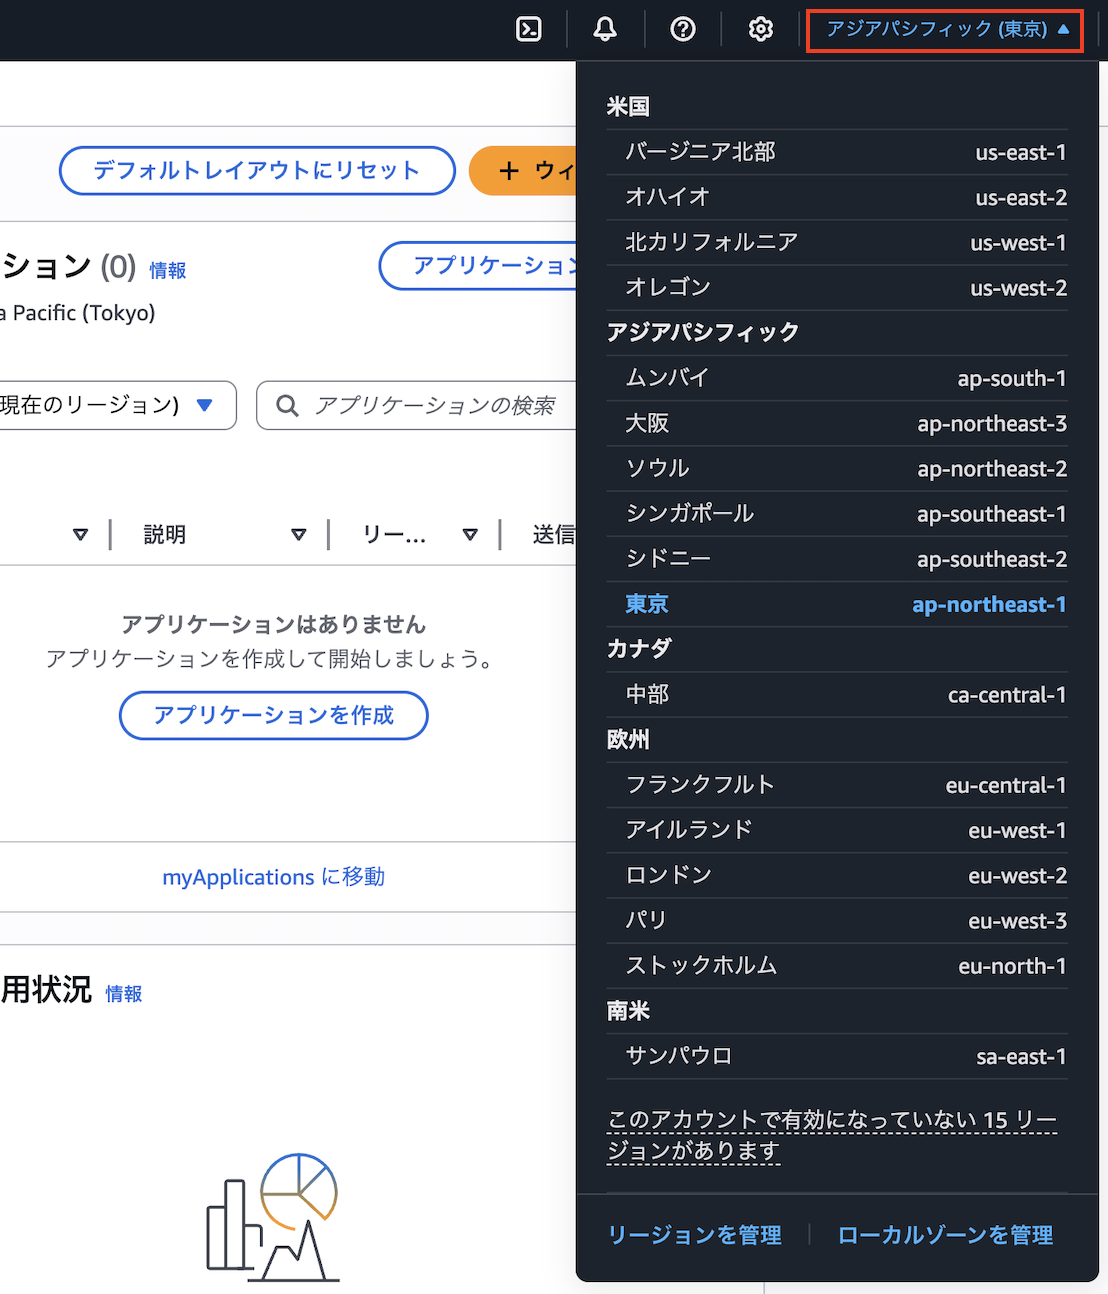 アジアパシフィック (東京)
デフォルトレイアウトにリセット
+ ウィ
ション (0) 情報
アプリケーション
a Pacific (Tokyo)
現在のリージョン)
アプリケーションの検索
説明
リー...
送信
アプリケーションはありません
アプリケーションを作成して開始しましょう。
アプリケーションを作成
myApplications に移動
用状況 情報
米国
バージニア北部 us-east-1
オハイオ us-east-2
北カリフォルニア us-west-1
オレゴン us-west-2
アジアパシフィック
ムンバイ ap-south-1
大阪 ap-northeast-3
ソウル ap-northeast-2
シンガポール ap-southeast-1
シドニー ap-southeast-2
東京 ap-northeast-1
カナダ
中部 ca-central-1
欧州
フランクフルト eu-central-1
アイルランド eu-west-1
ロンドン eu-west-2
パリ eu-west-3
ストックホルム eu-north-1
南米
サンパウロ sa-east-1
このアカウントで有効になっていない 15 リー
ジョンがあります
リージョンを管理
ローカルゾーンを管理